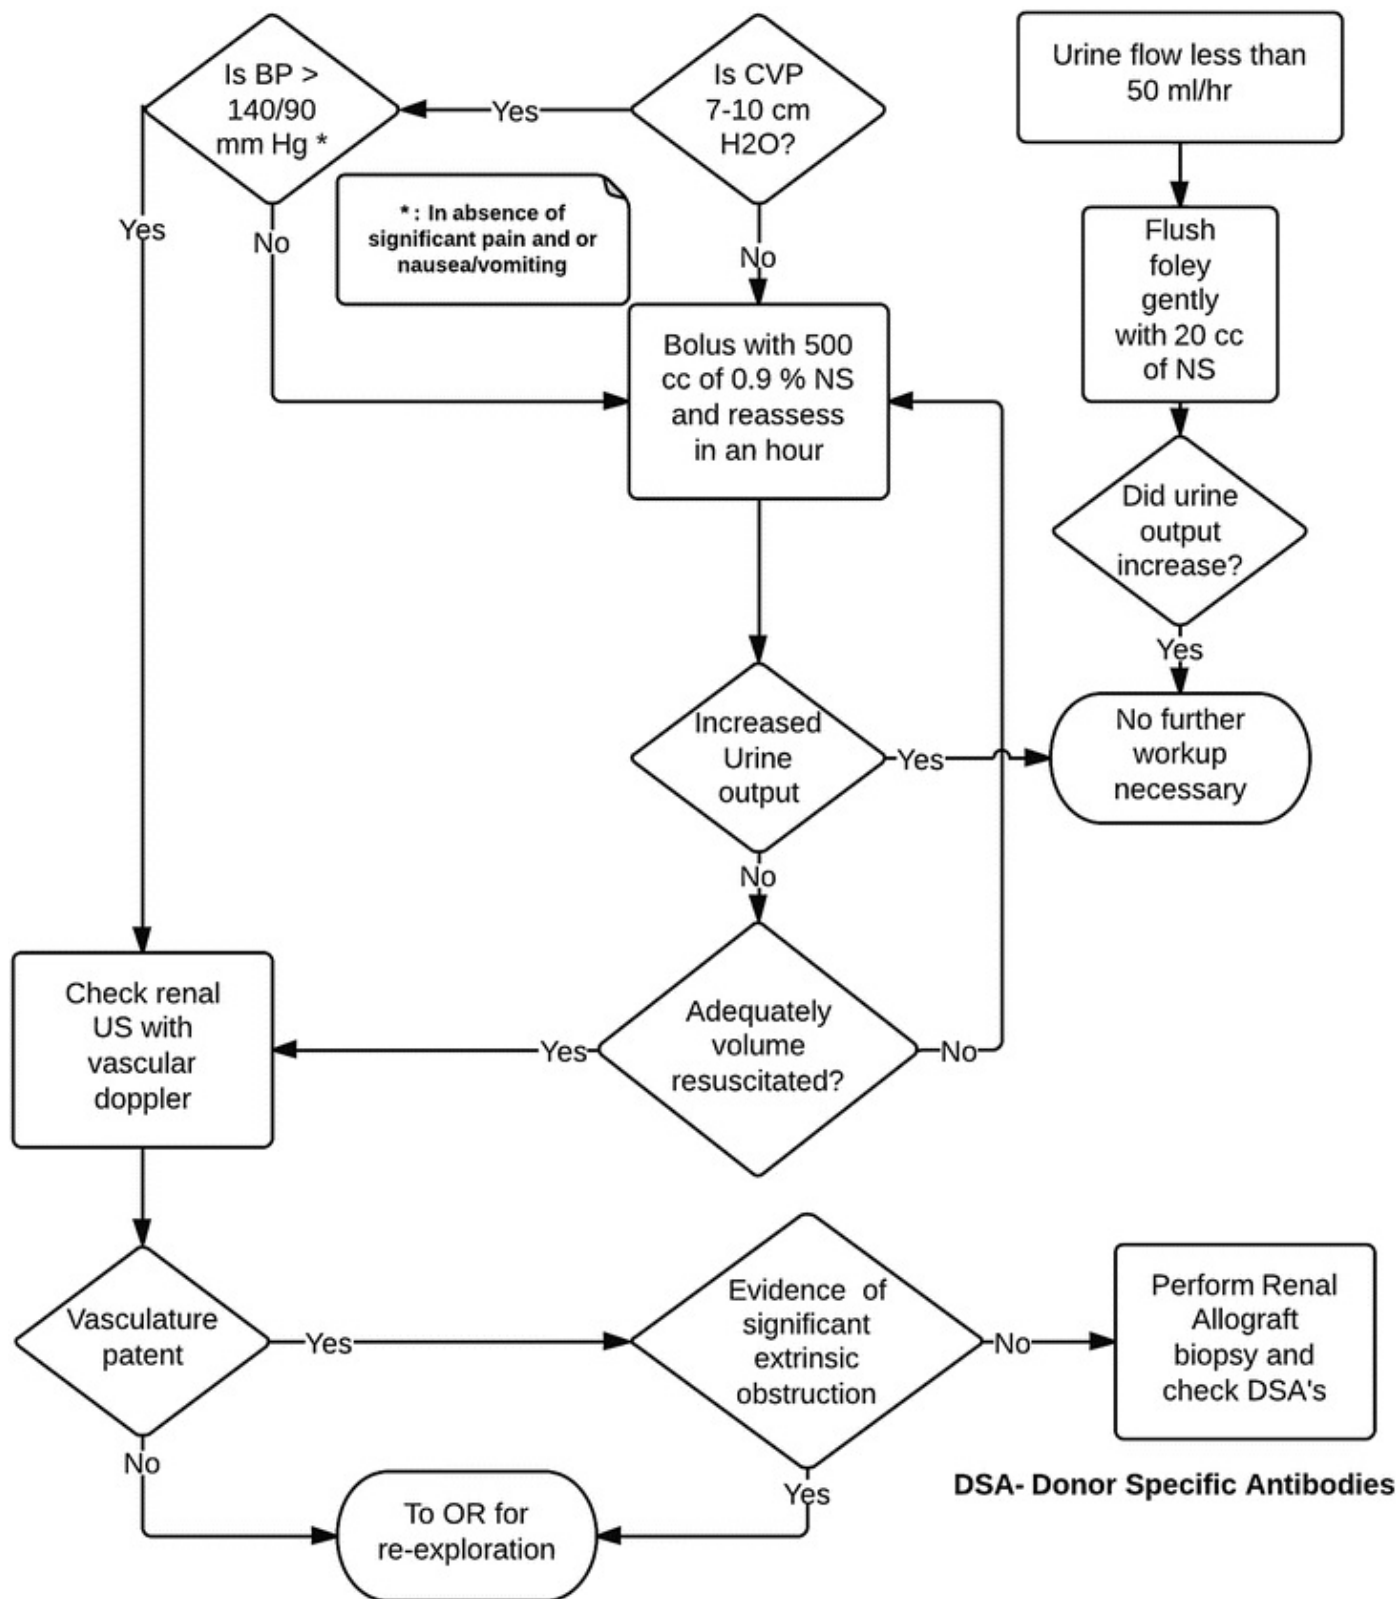 Is BP >
140/90
mm Hg *
Yes
Is CVP
7-10 cm
H2O?
Urine flow less than
50 ml/hr
Yes
No
* : In absence of
significant pain and or
nausea/vomiting
No
Flush
foley
gently
with 20 cc
of NS
Bolus with 500
cc of 0.9 % NS
and reassess
in an hour
Did urine
output
increase?
Yes
Increased
Urine
output
Yes
No further
workup
necessary
No
Check renal
US with
vascular
doppler
Yes
Adequately
volume
resuscitated?
No
Vasculature
patent
Yes
Evidence of
significant
extrinsic
obstruction
No
Perform Renal
Allograft
biopsy and
check DSA's
No
To OR for
re-exploration
Yes
DSA- Donor Specific Antibodies